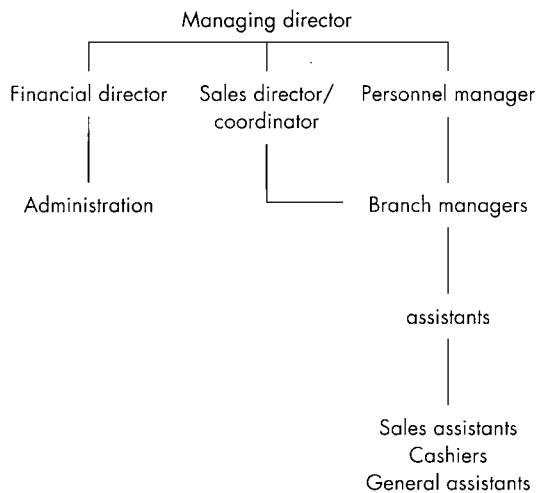 Managing director
Financial director
Sales director/
coordinator
Personnel manager
Administration
Branch managers
assistants
Sales assistants
Cashiers
General assistants